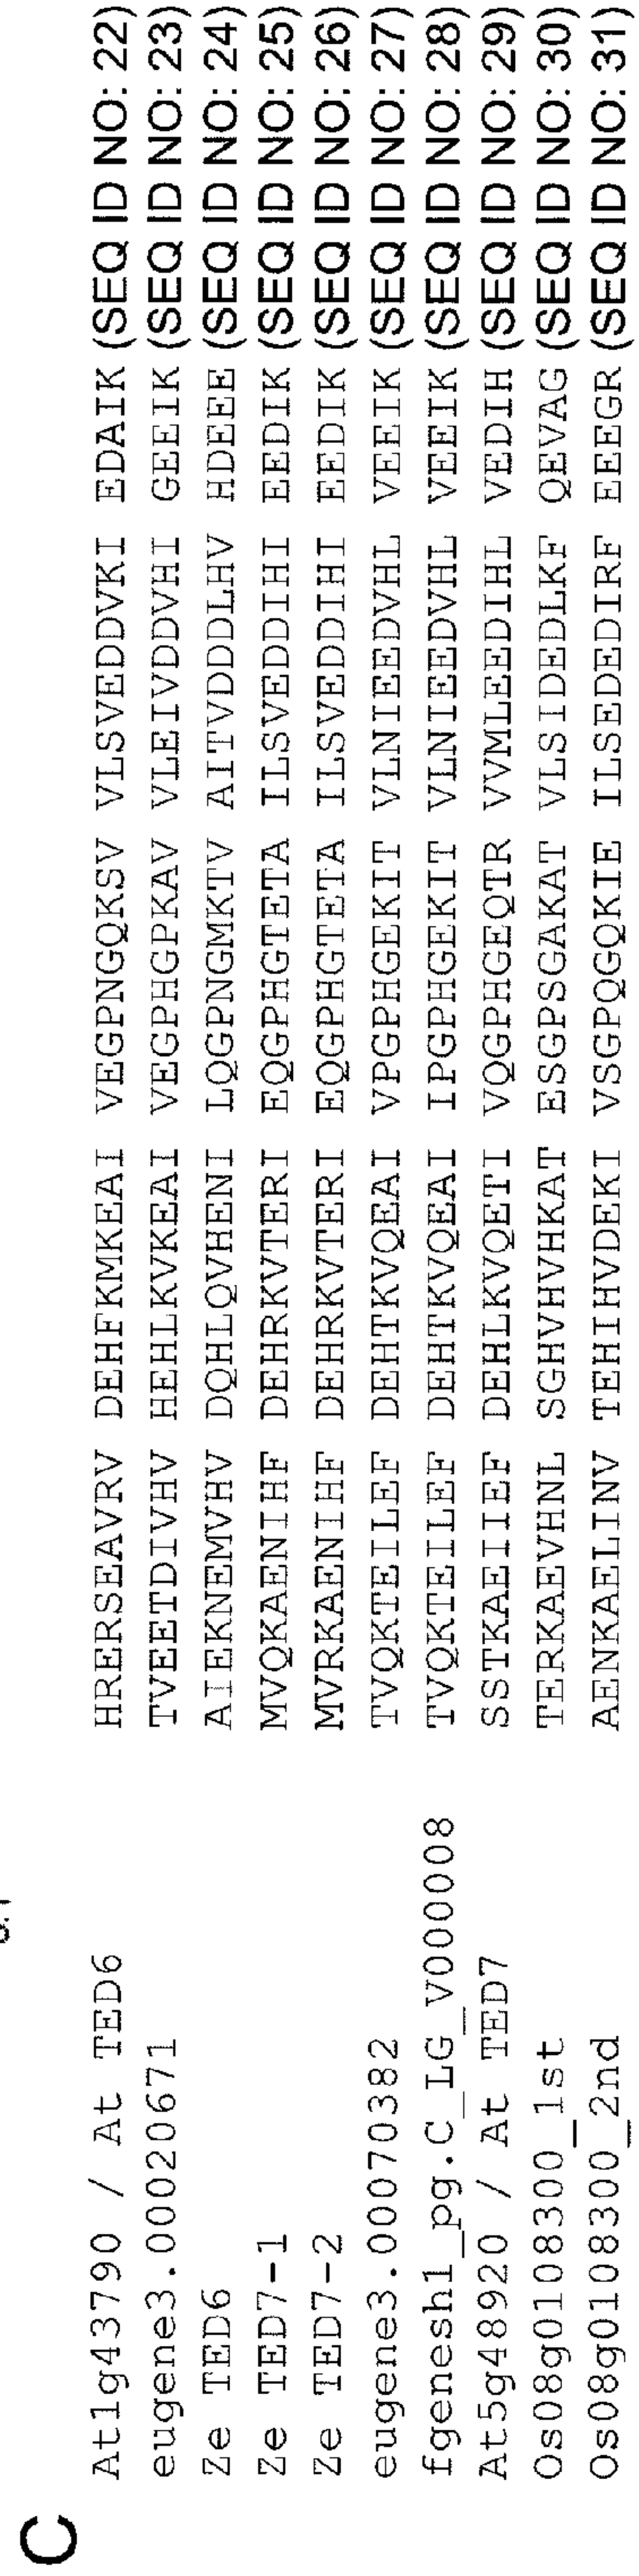 C
At1g43790 / At TED6 HRERSEAVRV DEHFKMKEAI VEGPNGQKSV VLSVEDDVKI EDAIK (SEQ ID NO: 22)
eugene3.00020671 TVEETDIVHV HEHLKVKEAI VEGPHGPKAV VLEIVDDVHI GEEIK (SEQ ID NO: 23)
Ze TED6 AIEKNEMVHV DQHLQVHENI LQGPNGMKTV AITVDDDLHV HDEEE (SEQ ID NO: 24)
Ze TED7-1 MVQKAENIHF DEHRKVTERI EQGPHGTETA ILSVEDDIHI EEDIK (SEQ ID NO: 25)
Ze TED7-2 MVRKAENIHF DEHRKVTERI EQGPHGTETA ILSVEDDIHI EEDIK (SEQ ID NO: 26)
eugene3.00070382 TVQKTEILEF DEHTKVQEAI VPGPHGEKIT VLNIEEDVHL VEEIK (SEQ ID NO: 27)
fgenesh1_pg.C_LG_V000008 TVQKTEILEF DEHTKVQEAI IPGPHGEKIT VLNIEEDVHL VEEIK (SEQ ID NO: 28)
At5g48920 / At TED7 SSTKAEIIEF DEHLKVQETI VQGPHGEQTR VVMLEEDIHL VEDIH (SEQ ID NO: 29)
Os08g0108300_1st TERKAEVHNL SGHVHVHKAT ESGPSGAKAT VLSIDEDLKF QEVAG (SEQ ID NO: 30)
Os08g0108300_2nd AENKAELINV TEHIHVDEKI VSGPQGQKIE ILSEDEDIRF EEEGR (SEQ ID NO: 31)